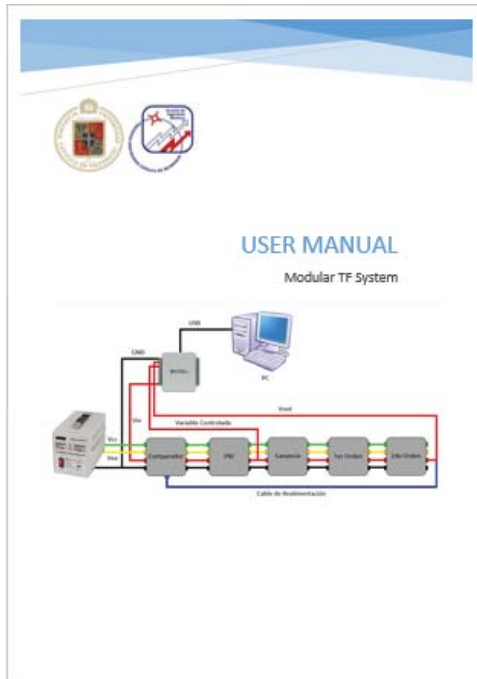 USER MANUAL
Modular TF System
USB
GND
PC
Vin
Variable Controlada
Vout
Vcc
Vee
Comparador
PID
Ganancia
1er Orden
2do Orden
Cable de Realimentación